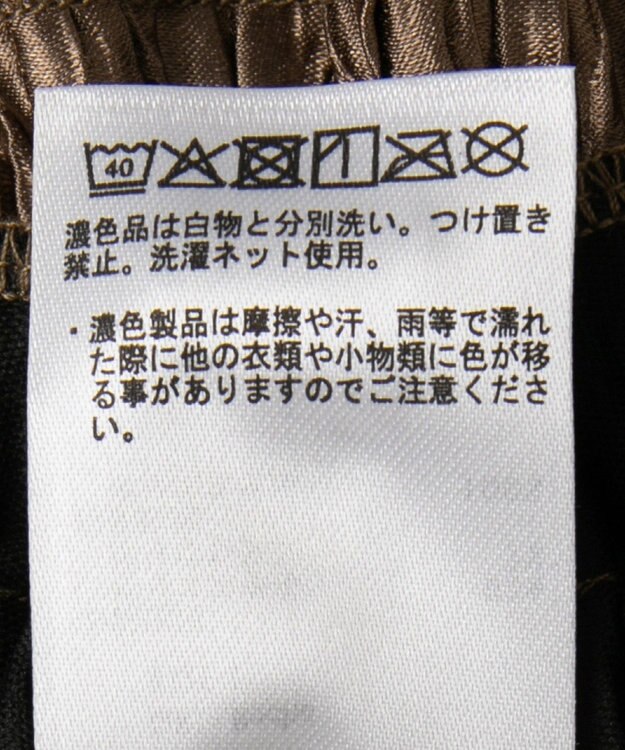 40
濃色品は白物と分別洗い。つけ置き
禁止。洗濯ネット使用。
・濃色製品は摩擦や汗、雨等で濡れ
た際に他の衣類や小物類に色が移
る事がありますのでご注意くださ
い。